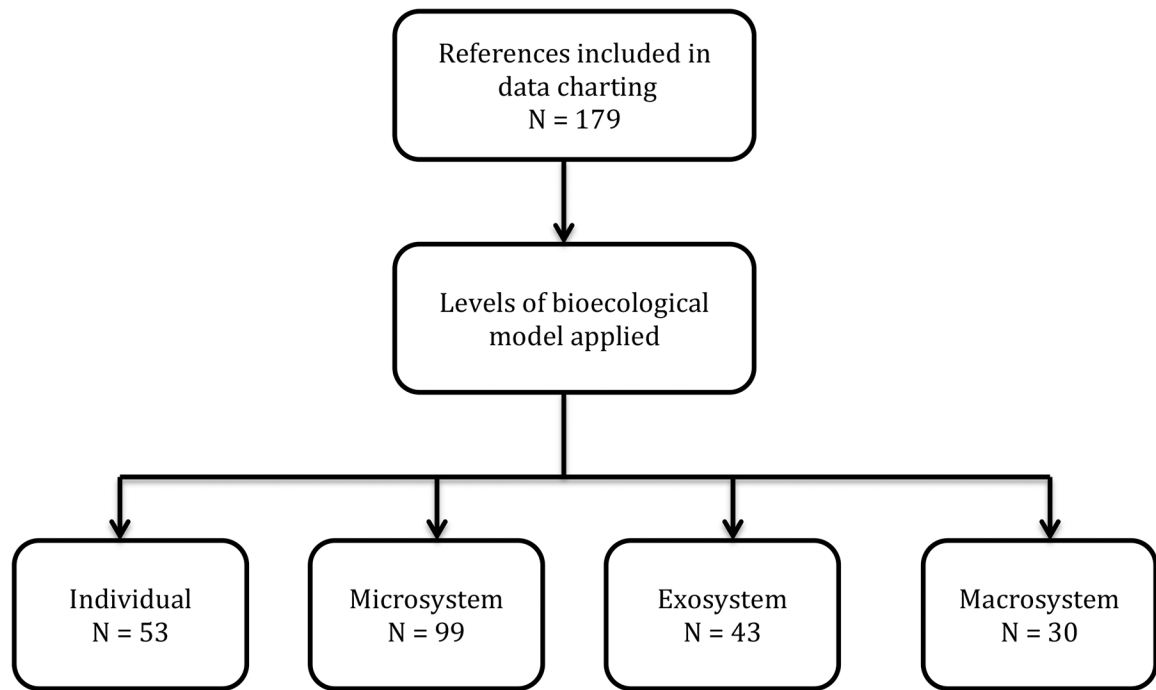 References included in
data charting
N = 179
Levels of bioecological
model applied
Individual
N = 53
Microsystem
N = 99
Exosystem
N = 43
Macrosystem
N = 30